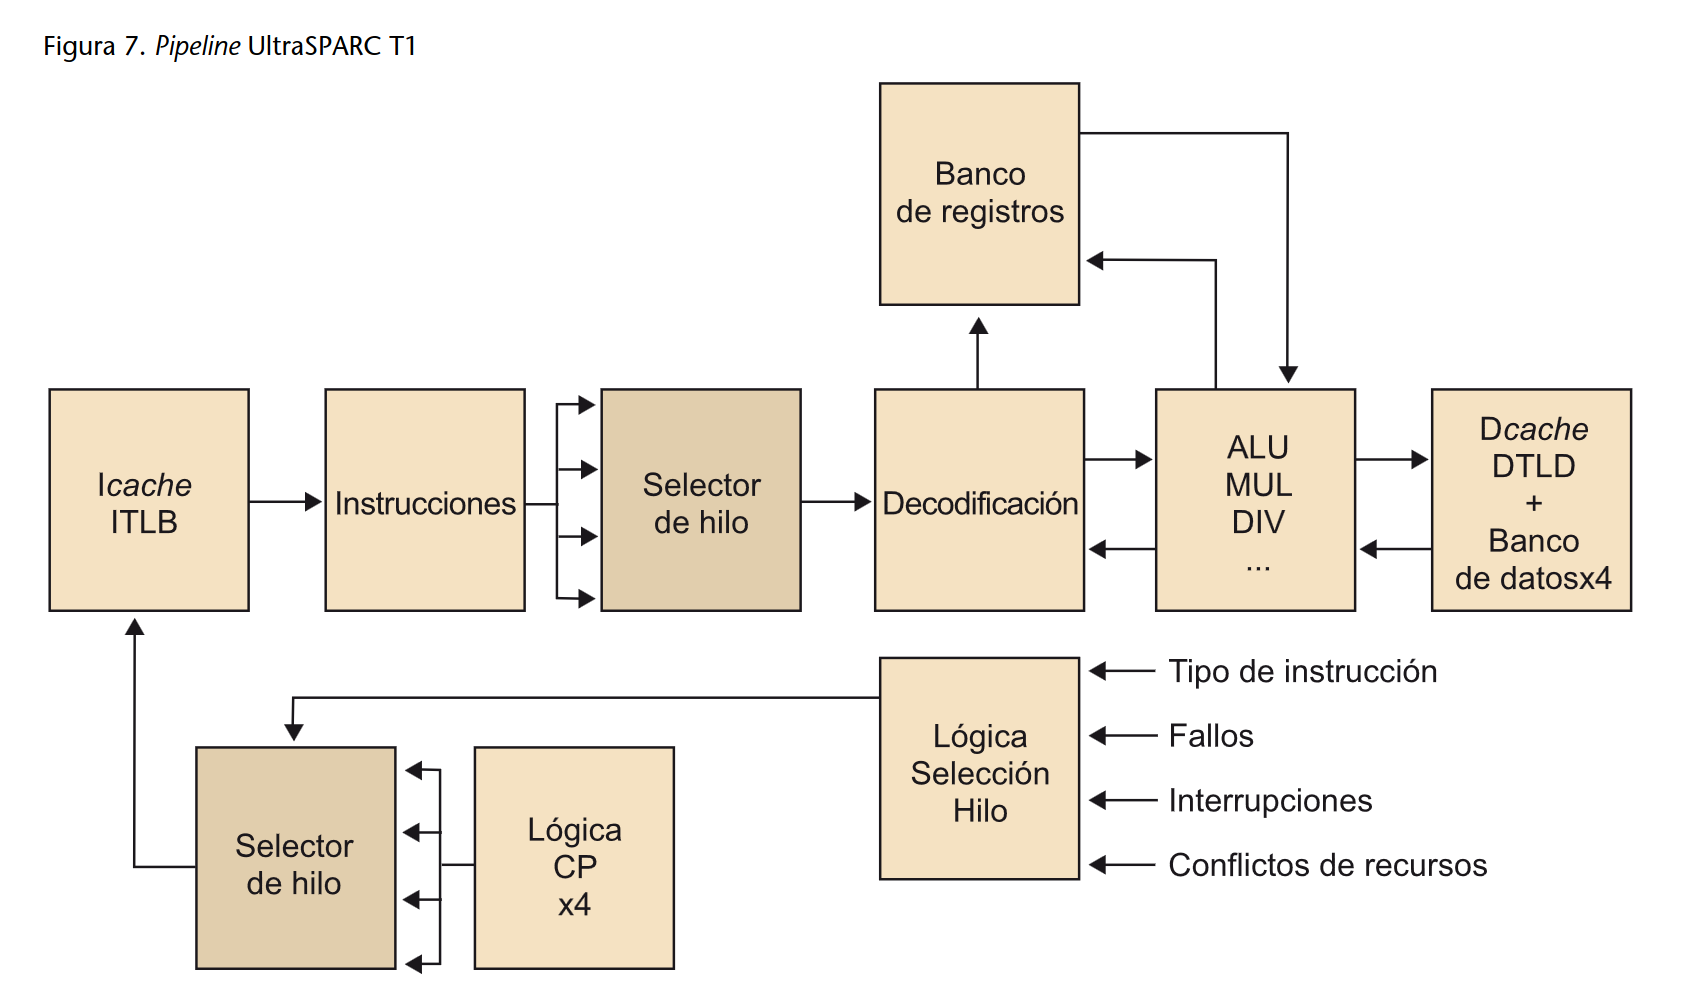 Figura 7. Pipeline UltraSPARC T1
Banco
de registros
Icache
ITLB
Instrucciones
Selector
de hilo
Decodificación
ALU
MUL
DIV
...
Dcache
DTLD
+
Banco
de datosx4
Selector
de hilo
Lógica
CP
x4
Lógica
Selección
Hilo
Tipo de instrucción
Fallos
Interrupciones
Conflictos de recursos